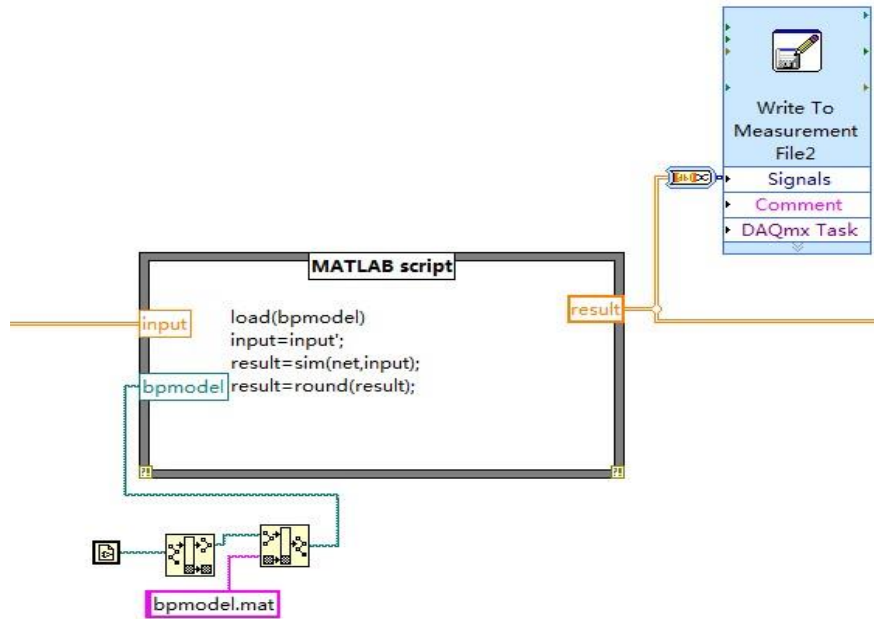 Write To
Measurement
File2
Signals
Comment
DAQmx Task
MATLAB script
input
load(bpmodel)
input=input';
result=sim(net,input);
result=round(result);
bpmodel
result
bpmodel.mat